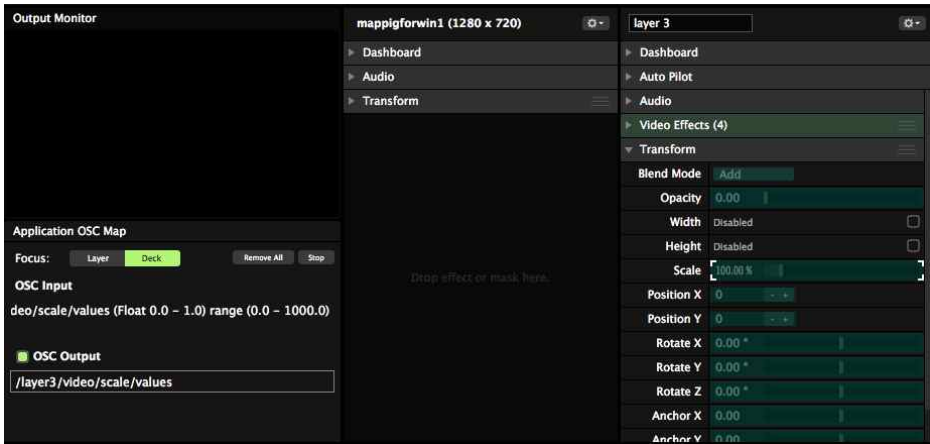 Output Monitor
Application OSC Map
Focus: Layer Deck Remove All Stop
OSC Input
deo/scale/values (Float 0.0 – 1.0) range (0.0 – 1000.0)
OSC Output
/layer3/video/scale/values
mappigforwin1 (1280 x 720)
Dashboard
Audio
Transform
Drop effect or mask here.
layer 3
Dashboard
Auto Pilot
Audio
Video Effects (4)
Transform
Blend Mode Add
Opacity 0.00
Width Disabled
Height Disabled
Scale 100.00 %
Position X 0 - +
Position Y 0 - +
Rotate X 0.00 °
Rotate Y 0.00 °
Rotate Z 0.00 °
Anchor X 0.00
Anchor Y 0.00